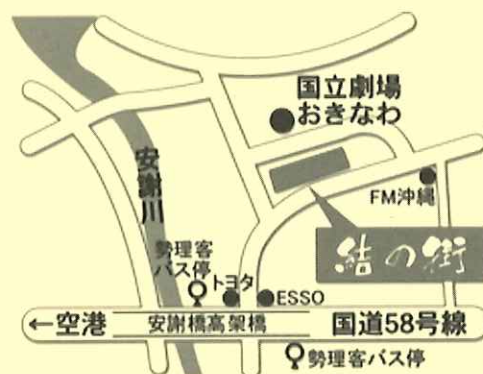 国立劇場
おきなわ
安謝川
FM沖縄
結の街
勢理客
バス停
トヨタ
ESSO
←空港
安謝橋高架橋
国道58号線
勢理客バス停